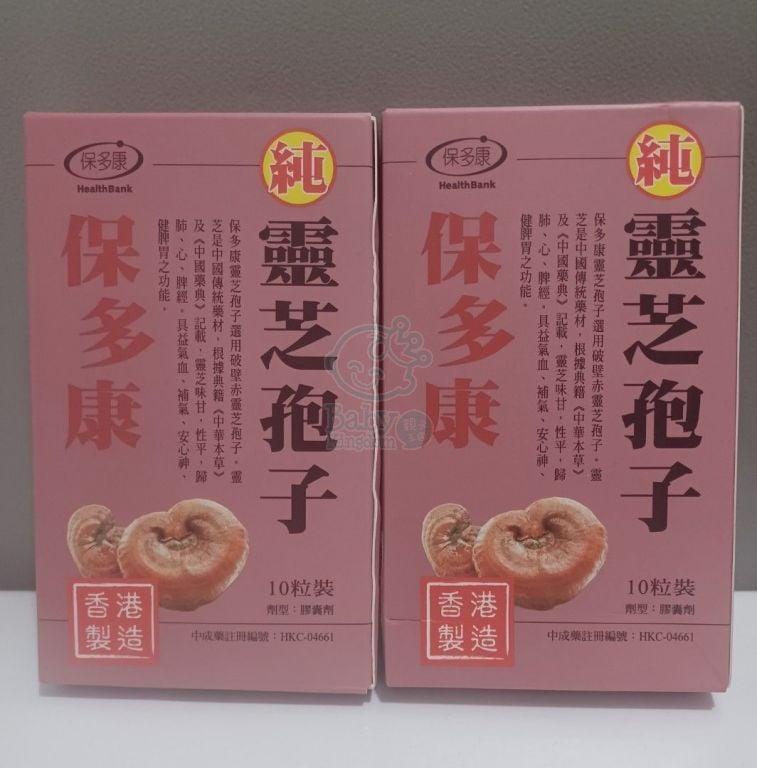 保多康
HealthBank
純
靈芝孢子
保多康靈芝孢子選用破壁赤靈芝孢子。靈
芝是中國傳統藥材，根據典籍《中華本草》
及《中國藥典》記載，靈芝味甘，性平，歸
肺、心、脾經。具益氣血、補氣、安心神、
健脾胃之功能。
保多康
10粒裝
劑型：膠囊劑
香港
製造
中成藥註冊編號：HKC-04661
保多康
HealthBank
純
靈芝孢子
保多康靈芝孢子選用破壁赤靈芝孢子。靈
芝是中國傳統藥材，根據典籍《中華本草》
及《中國藥典》記載，靈芝味甘，性平，歸
肺、心、脾經。具益氣血、補氣、安心神、
健脾胃之功能。
保多康
10粒裝
劑型：膠囊劑
香港
製造
中成藥註冊編號：HKC-04661
Baby
Kingdom
親子
王國